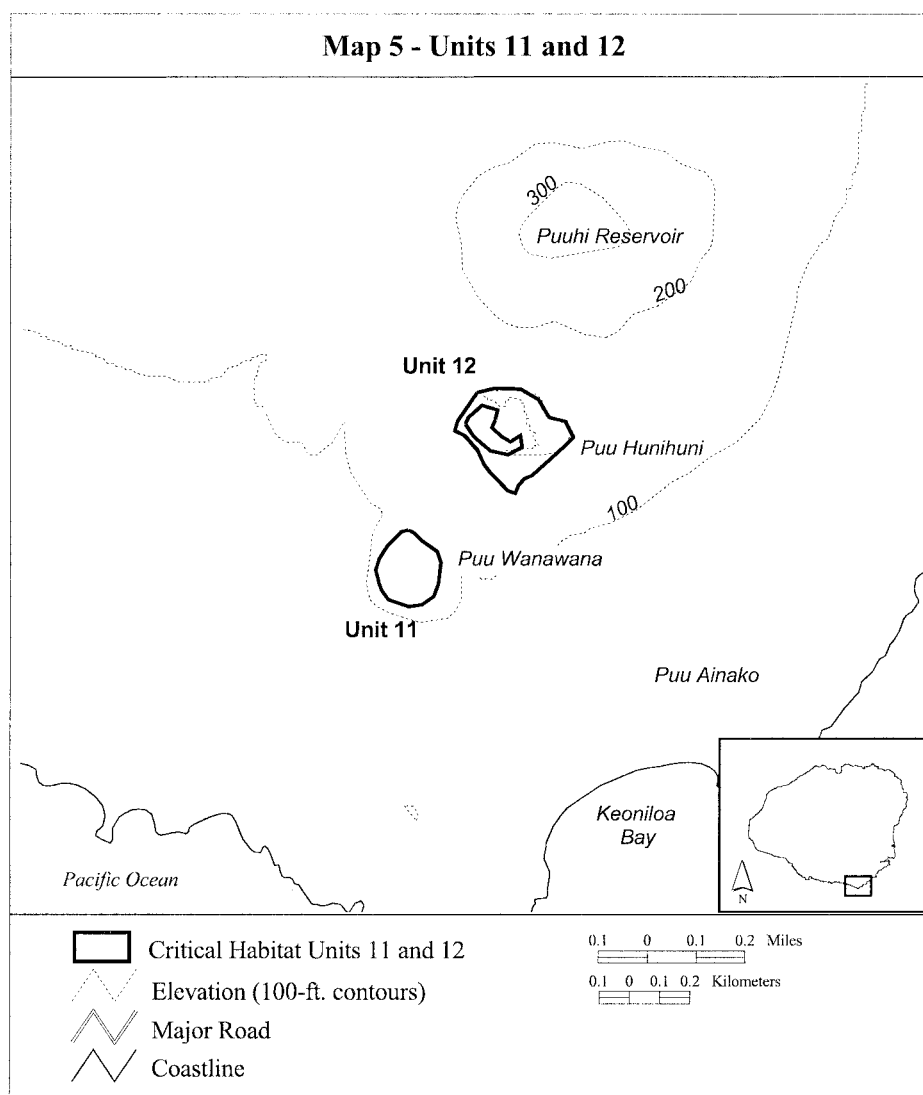 Map 5 - Units 11 and 12
300
Puuhi Reservoir
200
Unit 12
Puu Hunihuni
100
Puu Wanawana
Unit 11
Puu Ainako
Keoniloa
Bay
Pacific Ocean
N
Critical Habitat Units 11 and 12
Elevation (100-ft. contours)
Major Road
Coastline
0.1 0 0.1 0.2 Miles
0.1 0 0.1 0.2 Kilometers